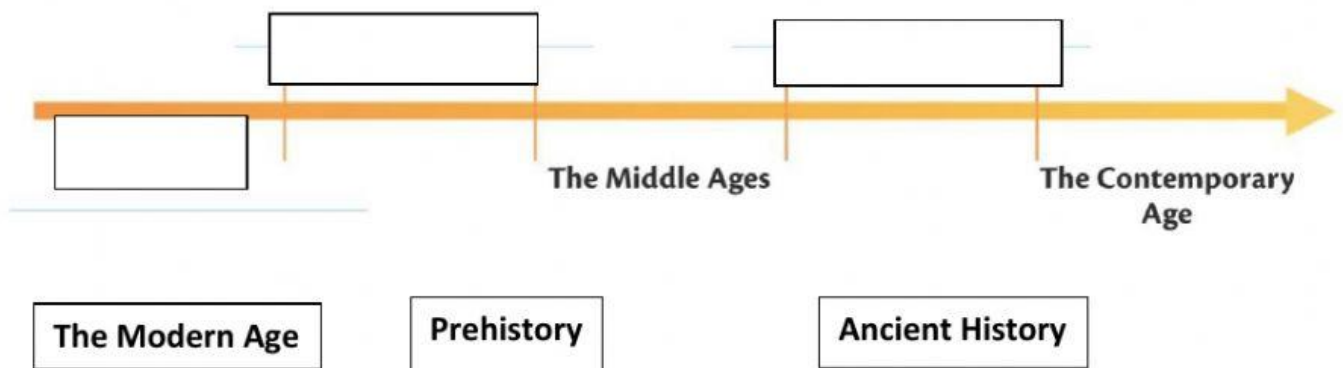 The Middle Ages
The Contemporary
Age
The Modern Age
Prehistory
Ancient History